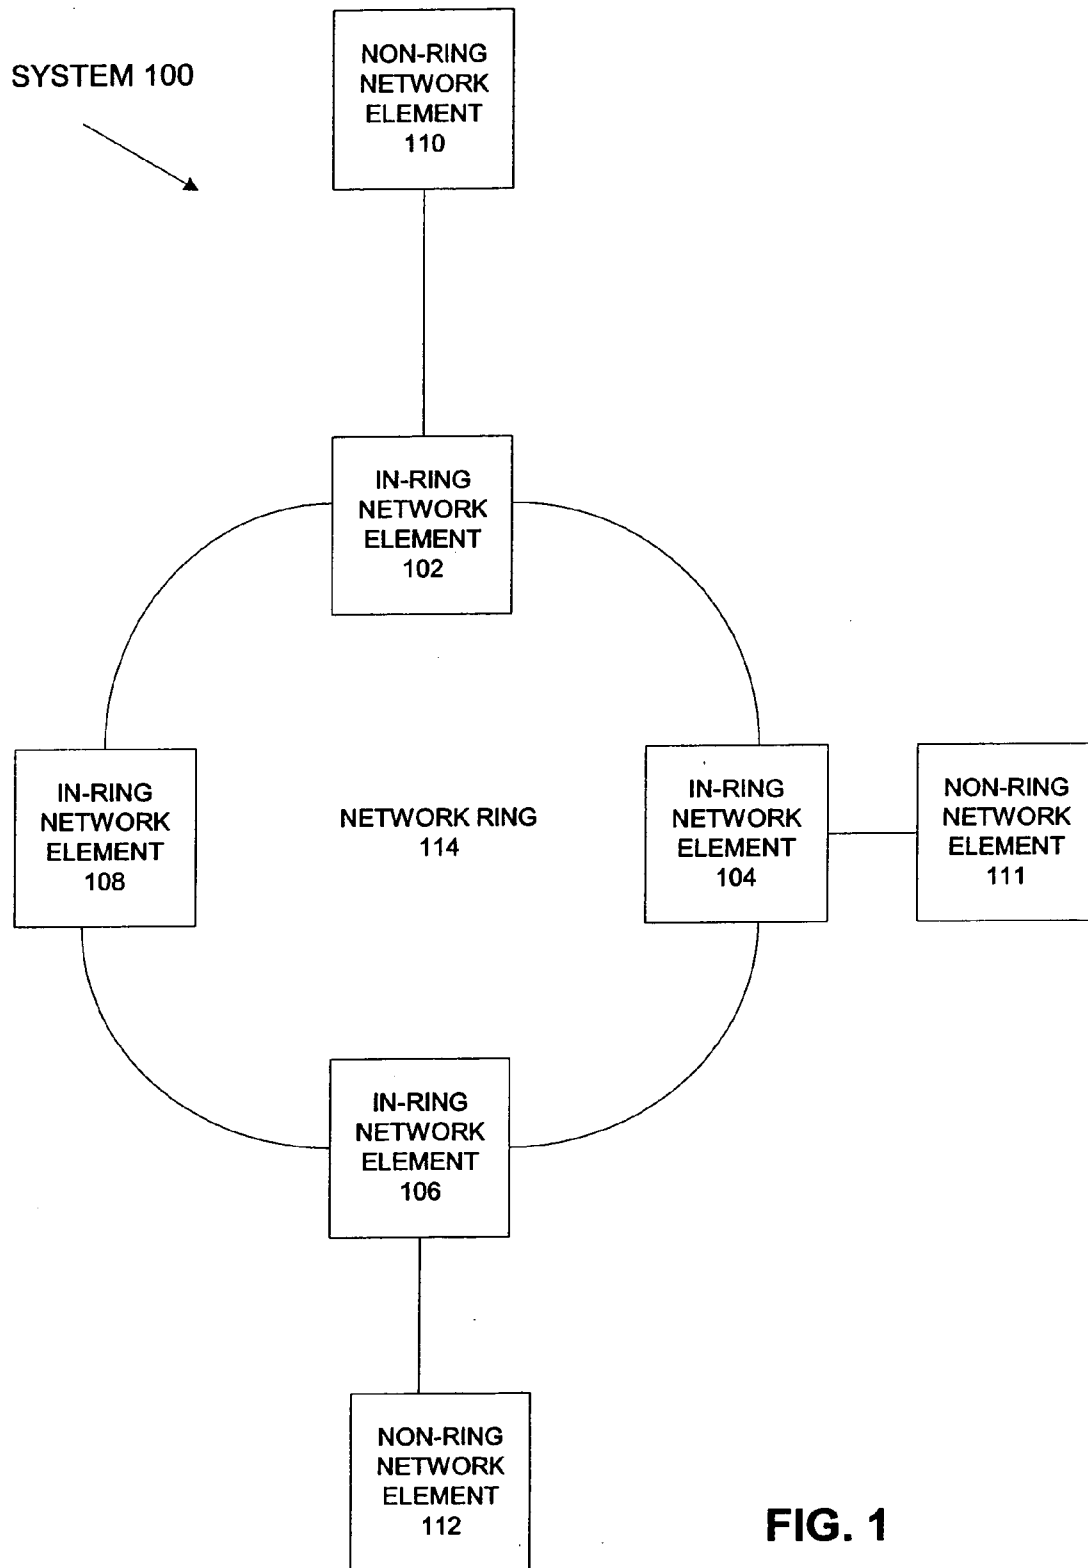 SYSTEM 100
NON-RING
NETWORK
ELEMENT
110
IN-RING
NETWORK
ELEMENT
102
IN-RING
NETWORK
ELEMENT
108
NETWORK RING
114
IN-RING
NETWORK
ELEMENT
104
NON-RING
NETWORK
ELEMENT
111
IN-RING
NETWORK
ELEMENT
106
NON-RING
NETWORK
ELEMENT
112
FIG. 1